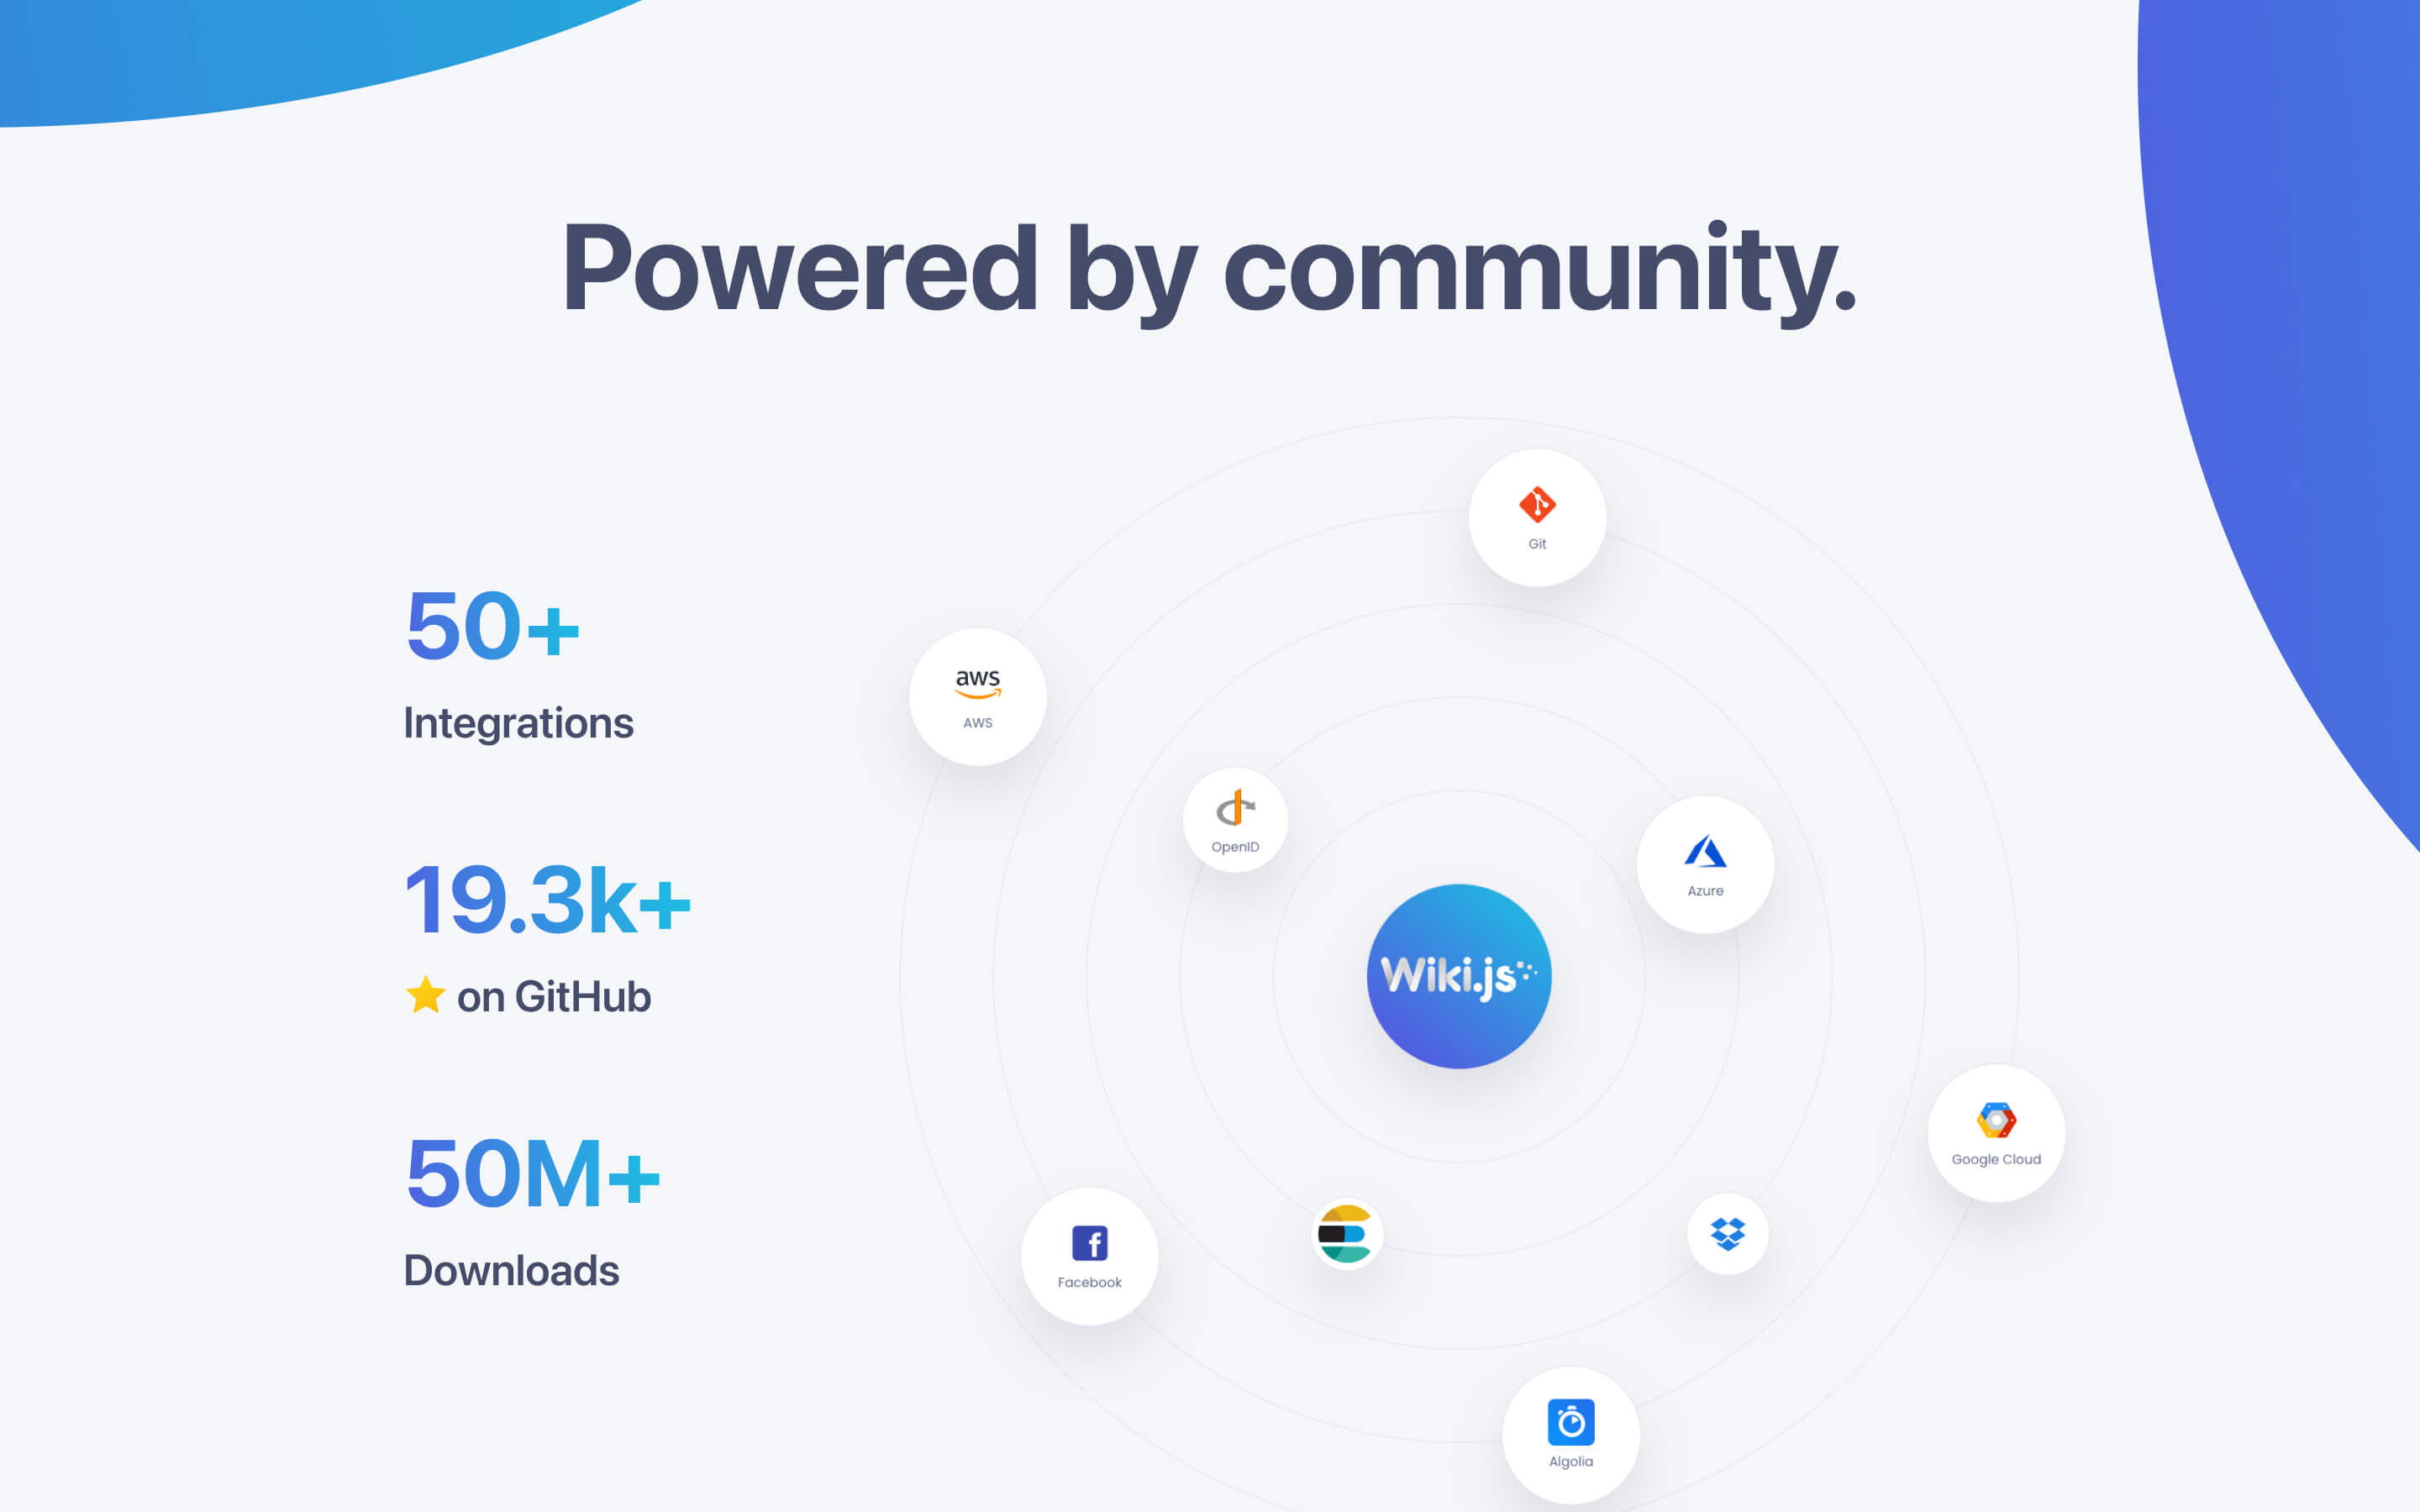 Powered by community.
50+
Integrations
19.3k+
⭐ on GitHub
50M+
Downloads
Git
aws
AWS
OpenID
Azure
Wiki.js
Google Cloud
Facebook
Algolia